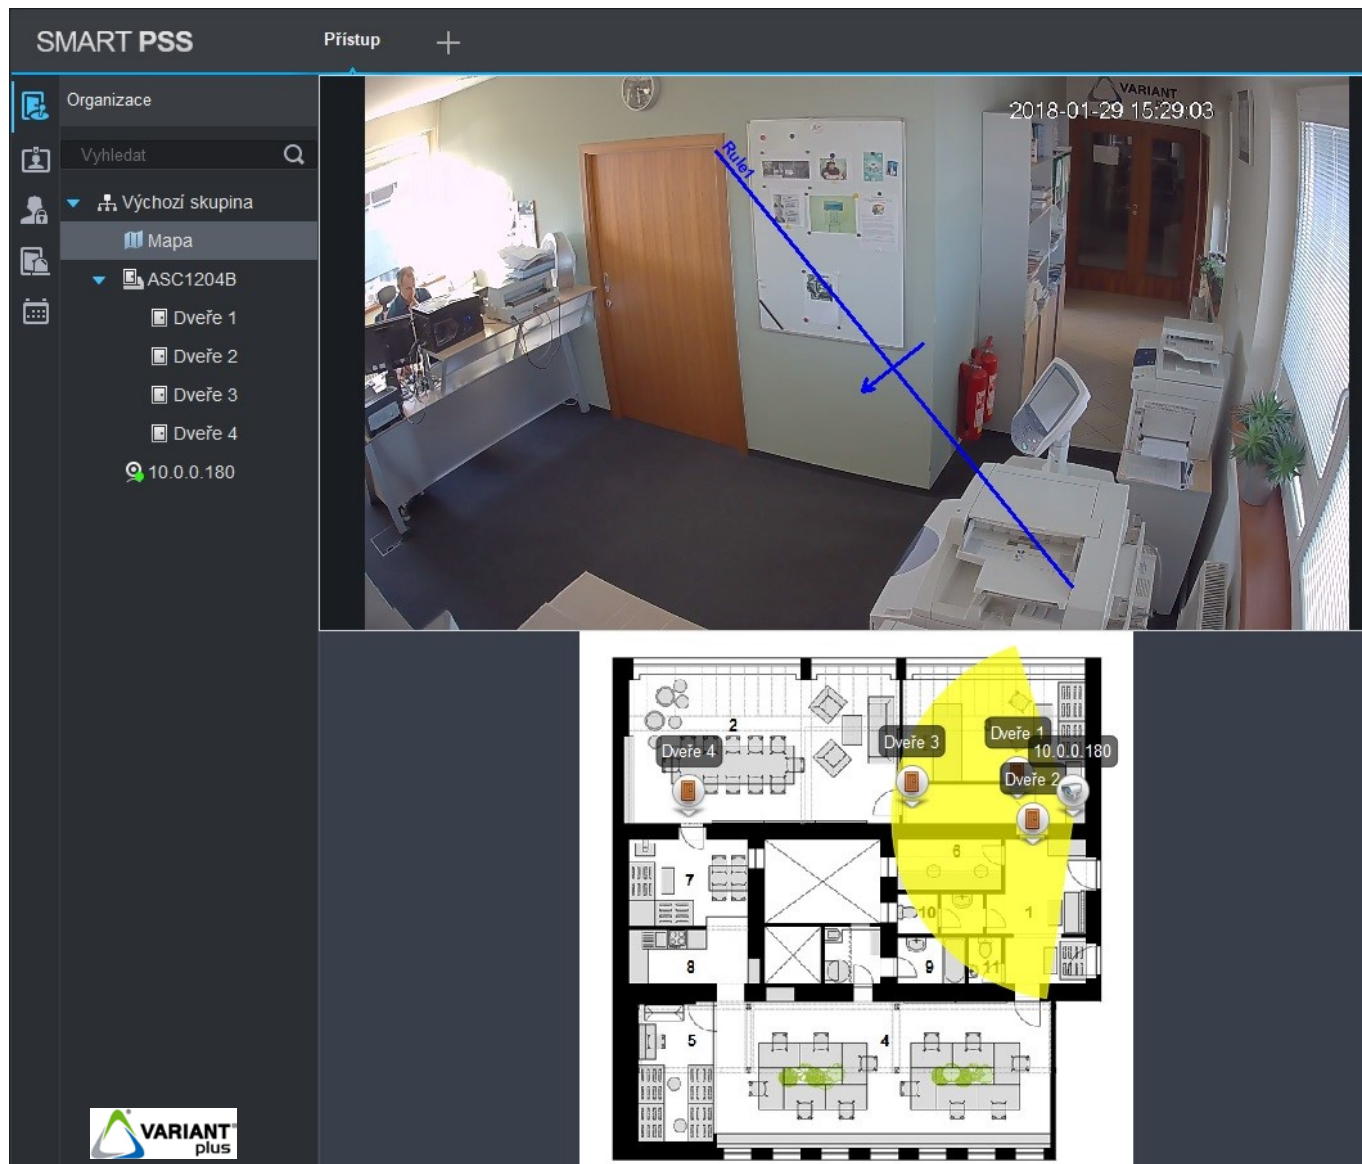 SMART PSS
Přístup
Organizace
Vyhledat
Výchozí skupina
Mapa
ASC1204B
Dveře 1
Dveře 2
Dveře 3
Dveře 4
10.0.0.180
VARIANT
2018-01-29 15:29:03
Rule1
2
Dveře 4
Dveře 3
Dveře 1
10.0.0.180
Dveře 2
6
7
10
1
8
9
11
5
4
VARIANT
plus